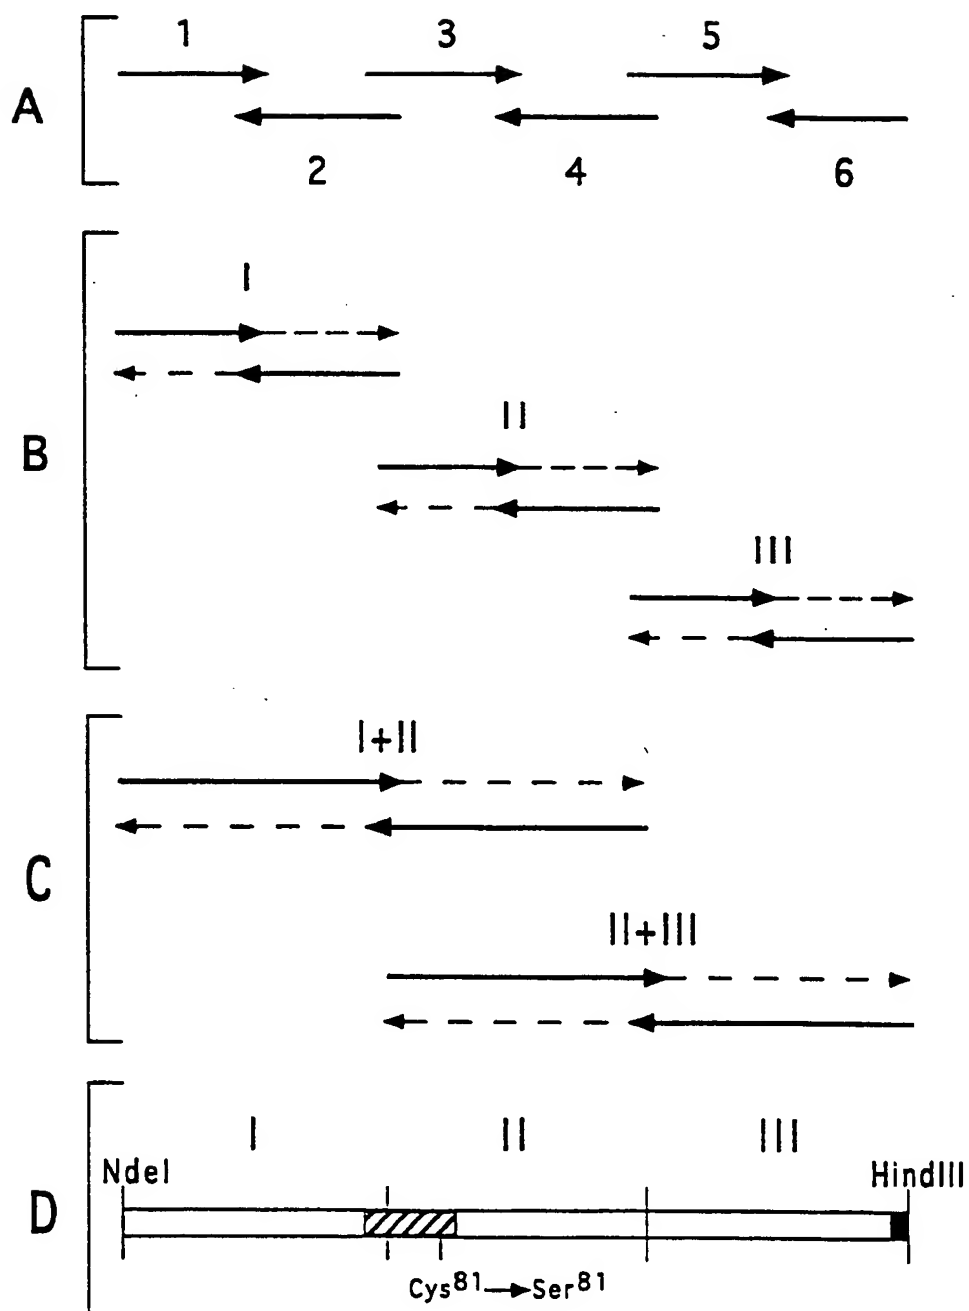 A
1 3 5
2 4 6
B
I
II
III
C
I+II
II+III
D
I II III
NdeI HindIII
Cys81→Ser81